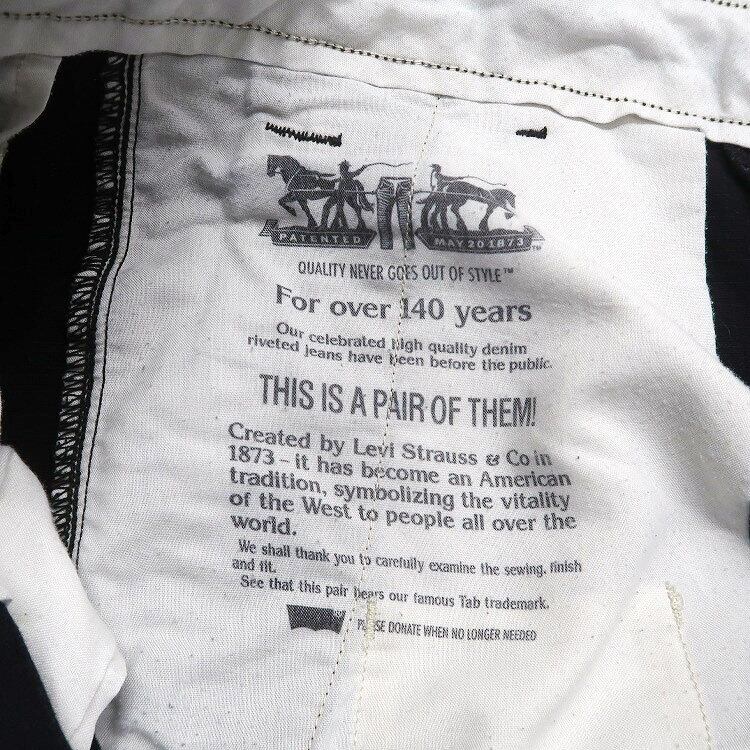 PATENTED MAY 20 1873 ™
QUALITY NEVER GOES OUT OF STYLE™
For over 140 years
Our celebrated high quality denim
riveted jeans have been before the public.
THIS IS A PAIR OF THEM!
Created by Levi Strauss & Co in
1873 – it has become an American
tradition, symbolizing the vitality
of the West to people all over the
world.
We shall thank you to carefully examine the sewing, finish
and fit.
See that this pair bears our famous Tab trademark.
PLEASE DONATE WHEN NO LONGER NEEDED